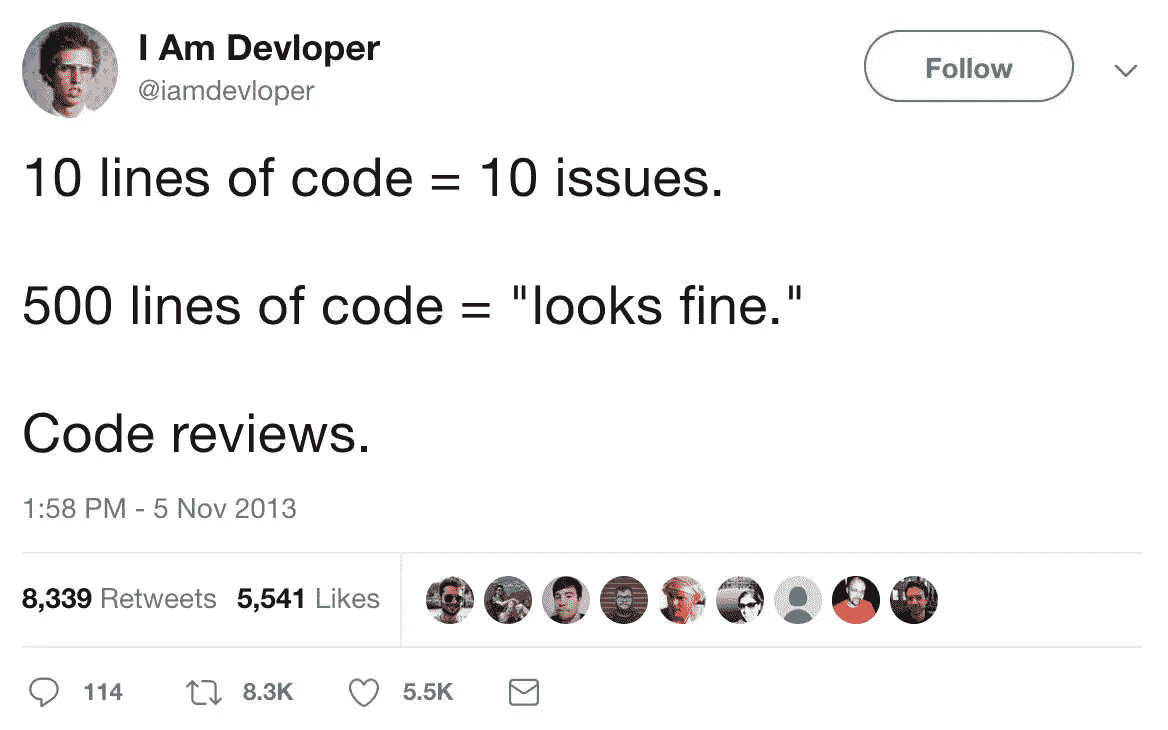 I Am Devloper
@iamdevloper
Follow
10 lines of code = 10 issues.
500 lines of code = "looks fine."
Code reviews.
1:58 PM - 5 Nov 2013
8,339 Retweets 5,541 Likes
114 8.3K 5.5K